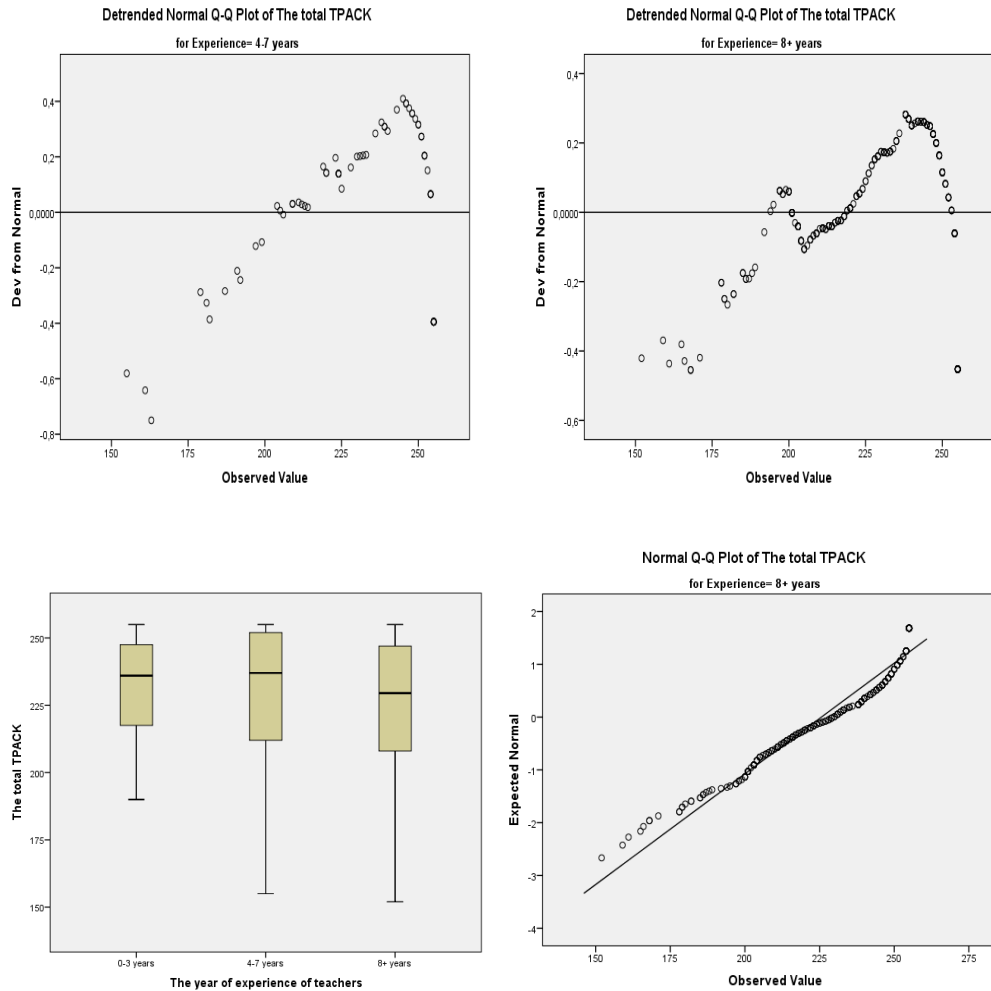 Detrended Normal Q-Q Plot of The total TPACK
for Experience= 4-7 years
0,4
0,2
0,0000
-0,2
-0,4
-0,6
-0,8
Dev from Normal
150
175
200
225
250
Observed Value
Detrended Normal Q-Q Plot of The total TPACK
for Experience= 8+ years
0,4
0,2
0,0000
-0,2
-0,4
-0,6
Dev from Normal
150
175
200
225
250
Observed Value
250
225
200
175
150
The total TPACK
0-3 years
4-7 years
8+ years
The year of experience of teachers
Normal Q-Q Plot of The total TPACK
for Experience= 8+ years
2
1
0
-1
-2
-3
-4
Expected Normal
150
175
200
225
250
275
Observed Value